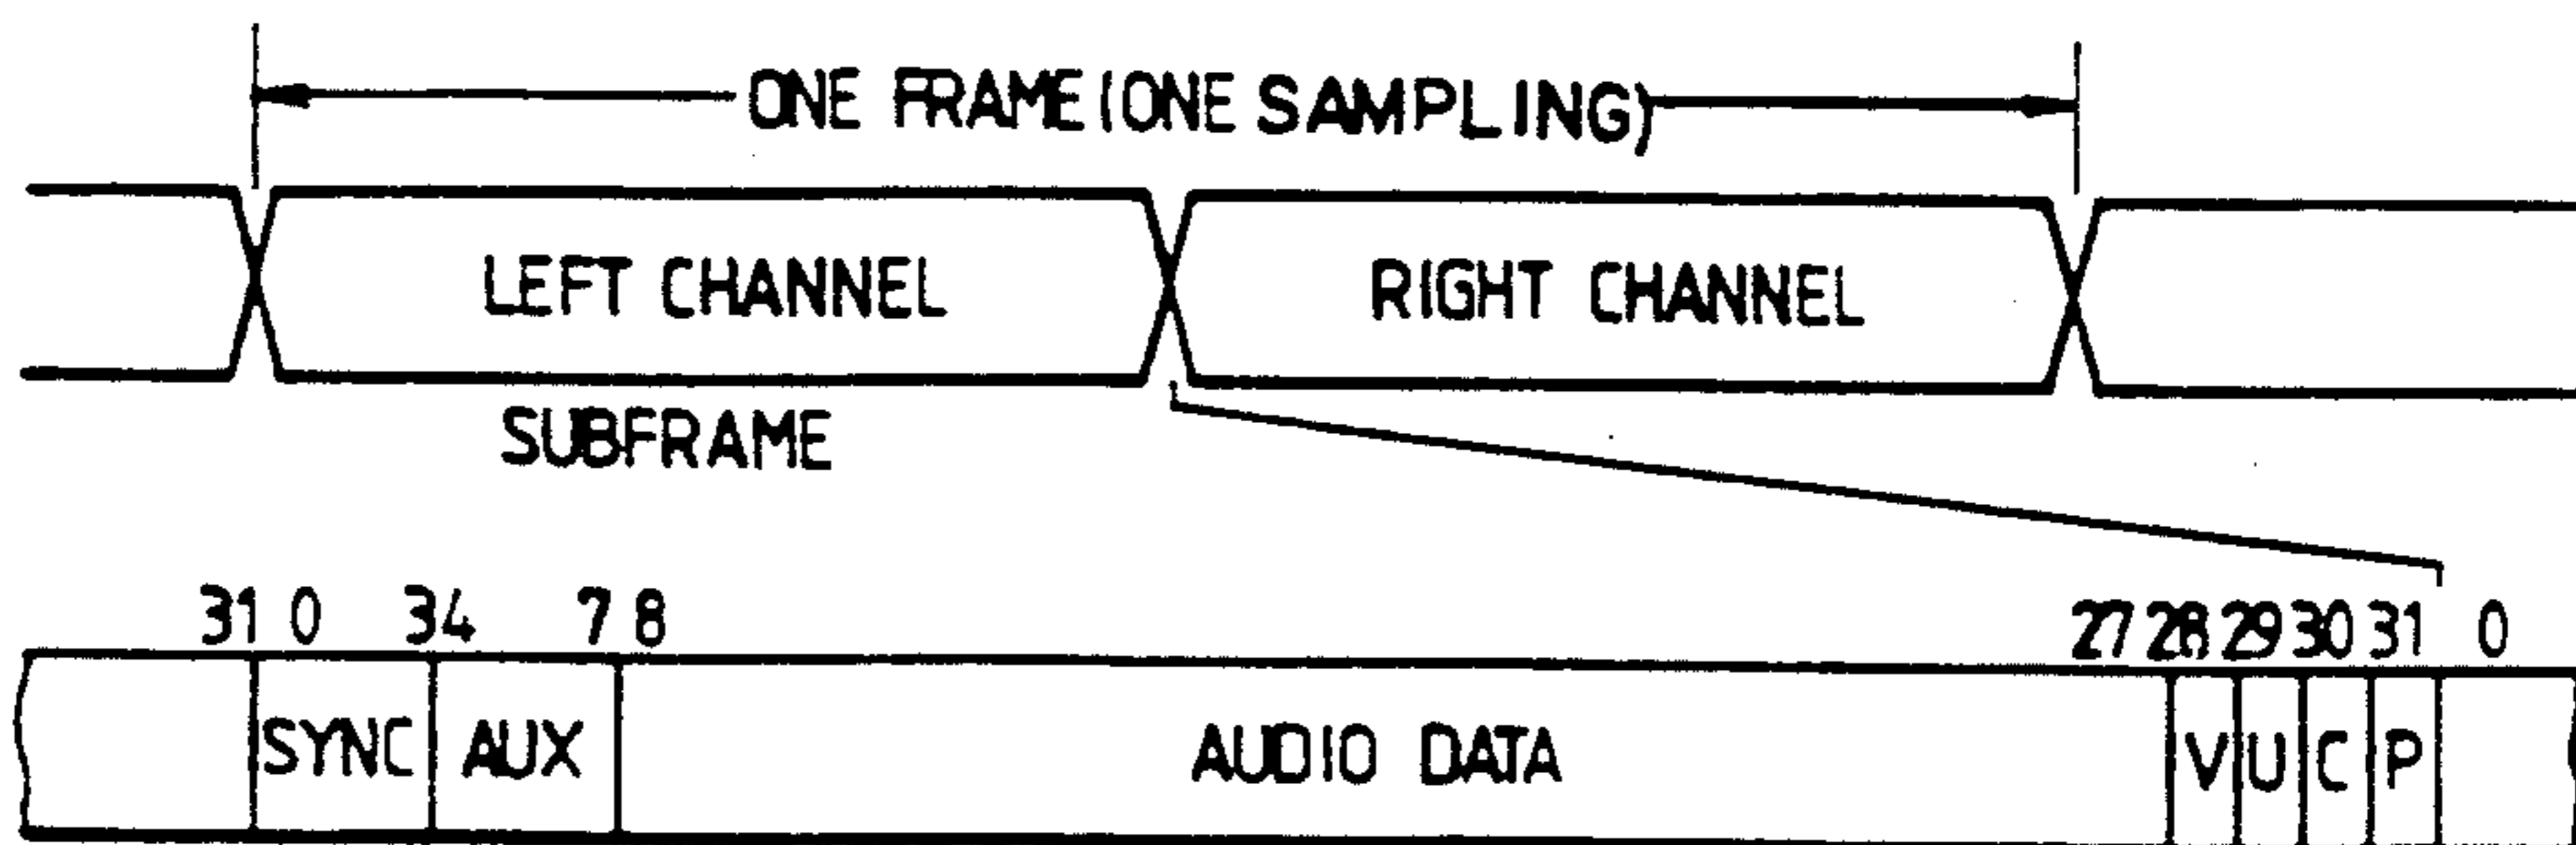 ONE FRAME (ONE SAMPLING)
LEFT CHANNEL RIGHT CHANNEL
SUBFRAME
31 0 3 4 7 8 27 28 29 30 31 0
SYNC AUX AUDIO DATA V U C P